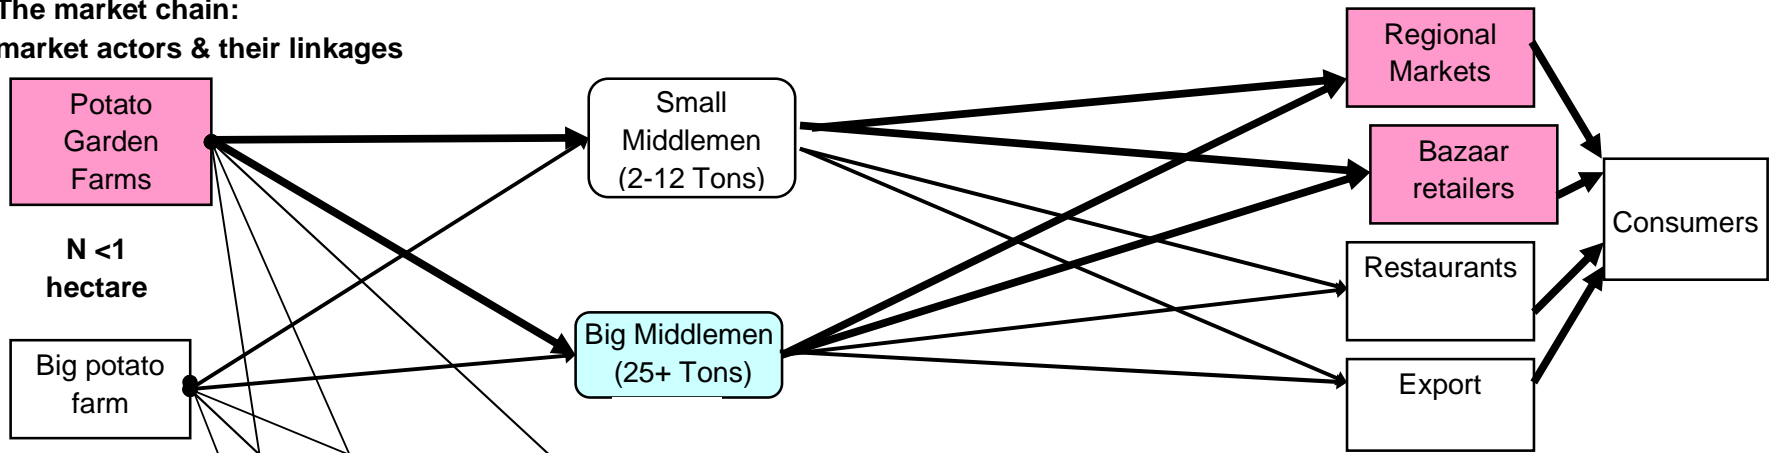 The market chain:
market actors & their linkages
Potato
Garden
Farms
N <1
hectare
Big potato
farm
Small
Middlemen
(2-12 Tons)
Big Middlemen
(25+ Tons)
Regional
Markets
Bazaar
retailers
Restaurants
Export
Consumers